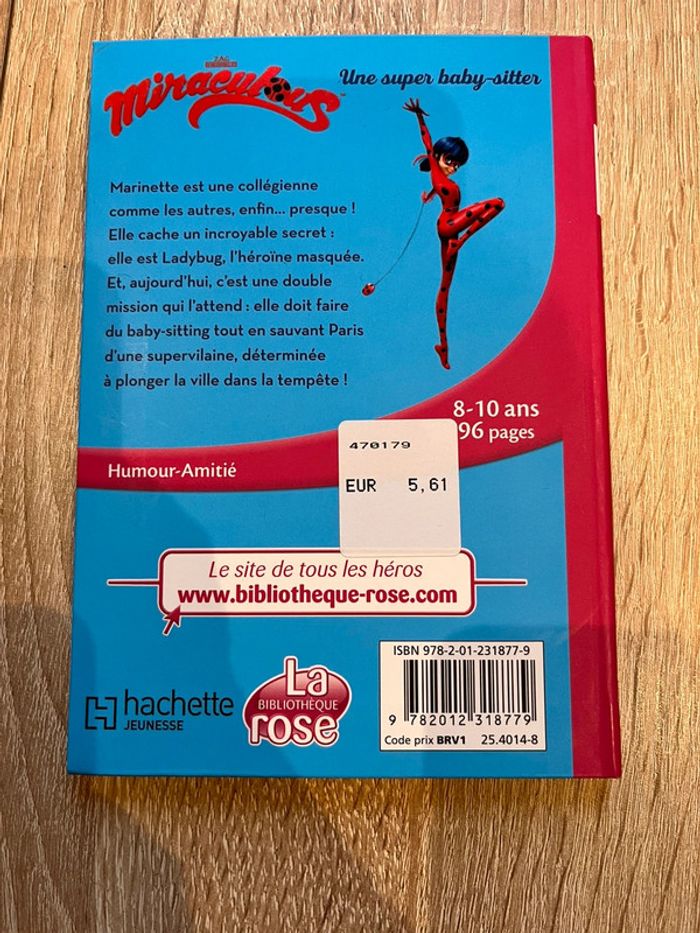 Miraculous
Une super baby-sitter
Marinette est une collégienne
comme les autres, enfin... presque !
Elle cache un incroyable secret :
elle est Ladybug, l'héroïne masquée.
Et, aujourd'hui, c'est une double
mission qui l'attend : elle doit faire
du baby-sitting tout en sauvant Paris
d'une supervilaine, déterminée
à plonger la ville dans la tempête !
8-10 ans
96 pages
470179
Humour-Amitié
EUR 5,61
Le site de tous les héros
www.bibliotheque-rose.com
ISBN 978-2-01-231877-9
hachette
JEUNESSE
La
BIBLIOTHÈQUE
rose
9 782012 318779
Code prix BRV1 25.4014-8